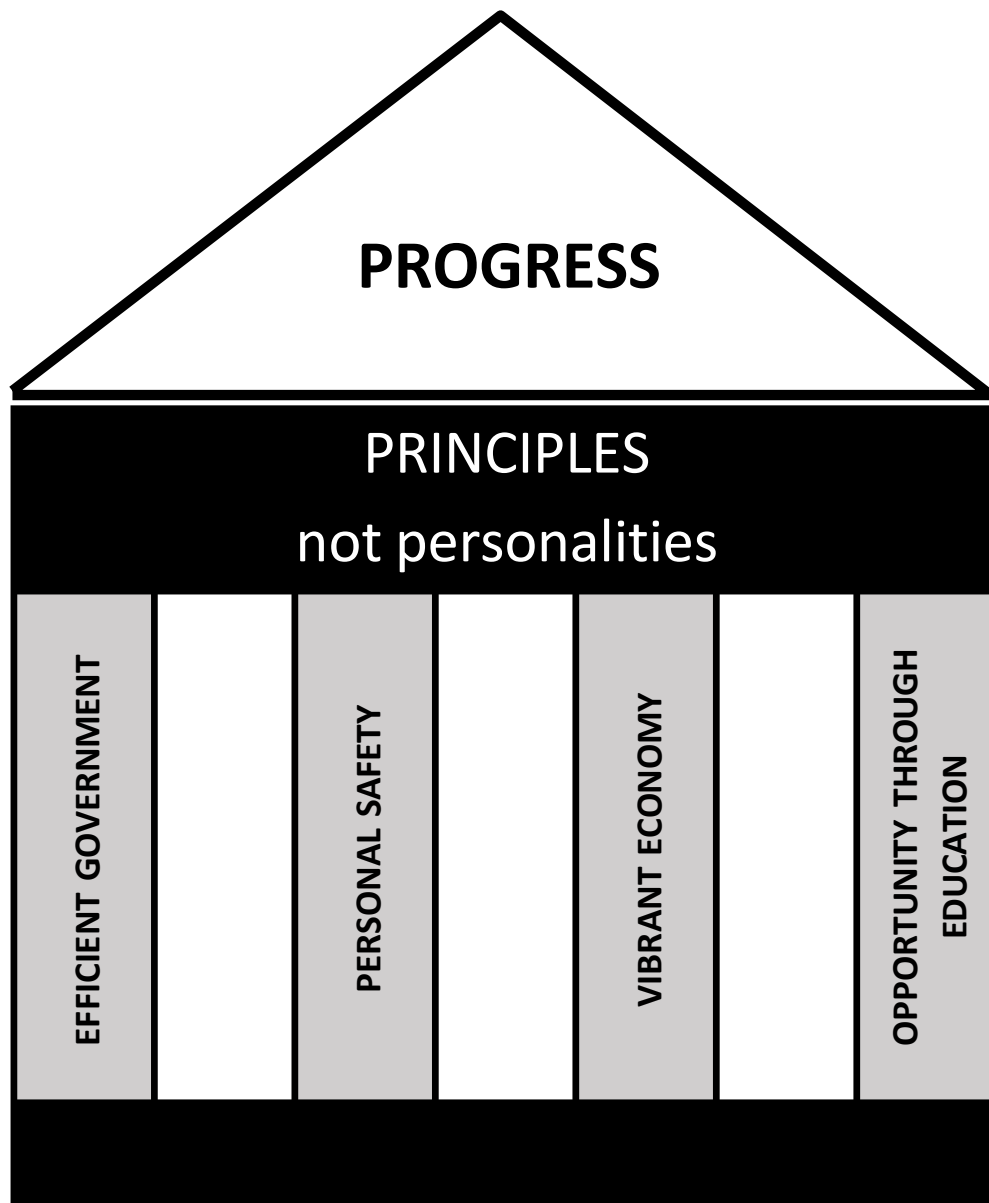 PROGRESS
PRINCIPLES
not personalities
EFFICIENT GOVERNMENT
PERSONAL SAFETY
VIBRANT ECONOMY
OPPORTUNITY THROUGH
EDUCATION